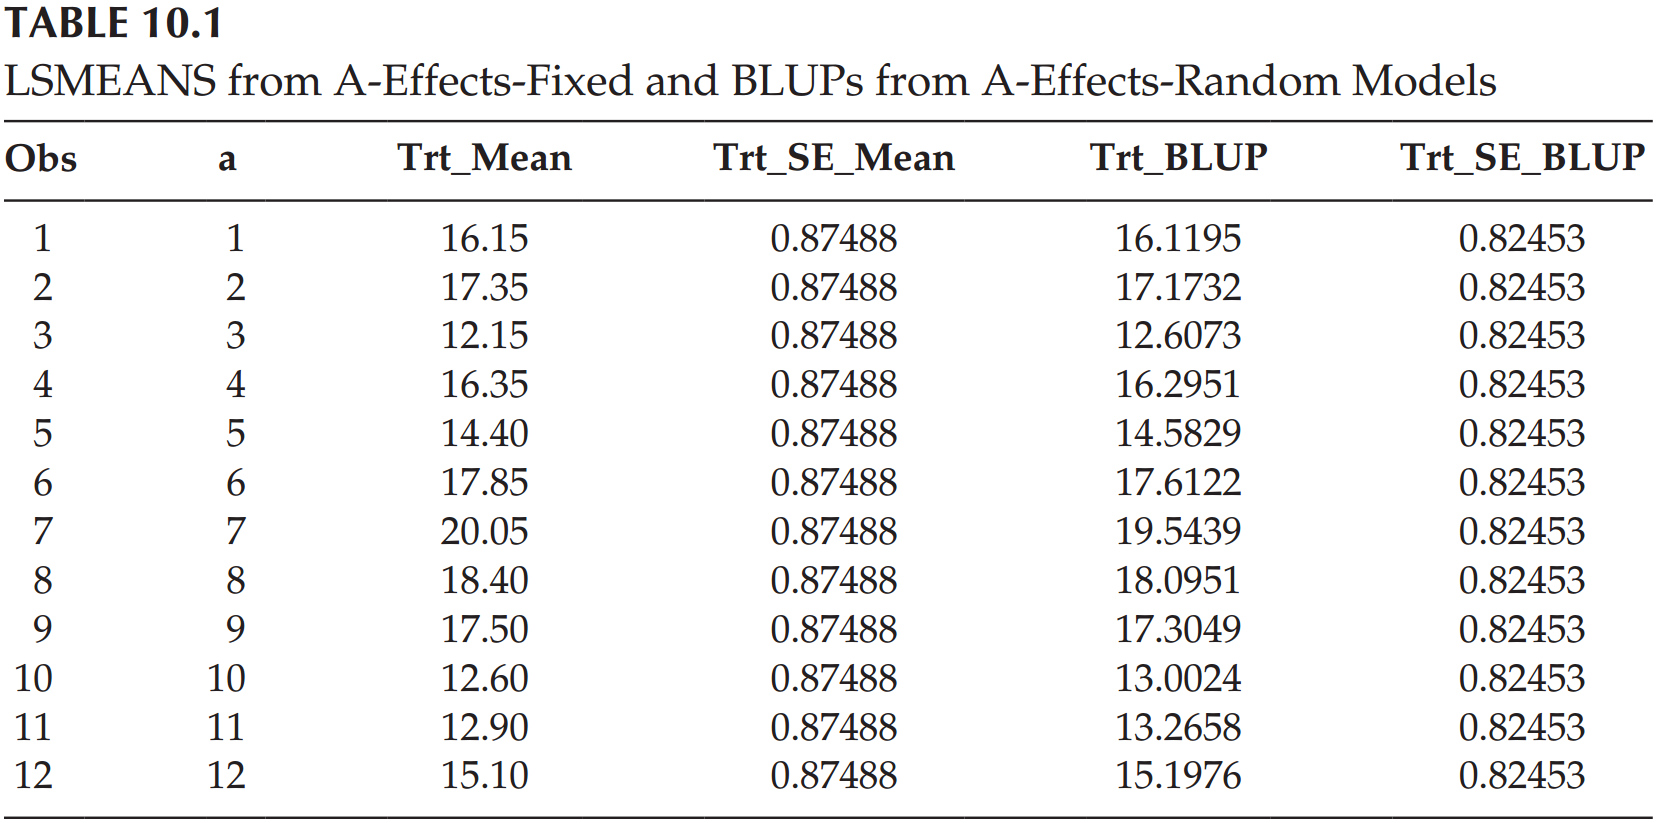 TABLE 10.1
LSMEANS from A-Effects-Fixed and BLUPs from A-Effects-Random Models
Obs a Trt_Mean Trt_SE_Mean Trt_BLUP Trt_SE_BLUP
1 1 16.15 0.87488 16.1195 0.82453
2 2 17.35 0.87488 17.1732 0.82453
3 3 12.15 0.87488 12.6073 0.82453
4 4 16.35 0.87488 16.2951 0.82453
5 5 14.40 0.87488 14.5829 0.82453
6 6 17.85 0.87488 17.6122 0.82453
7 7 20.05 0.87488 19.5439 0.82453
8 8 18.40 0.87488 18.0951 0.82453
9 9 17.50 0.87488 17.3049 0.82453
10 10 12.60 0.87488 13.0024 0.82453
11 11 12.90 0.87488 13.2658 0.82453
12 12 15.10 0.87488 15.1976 0.82453